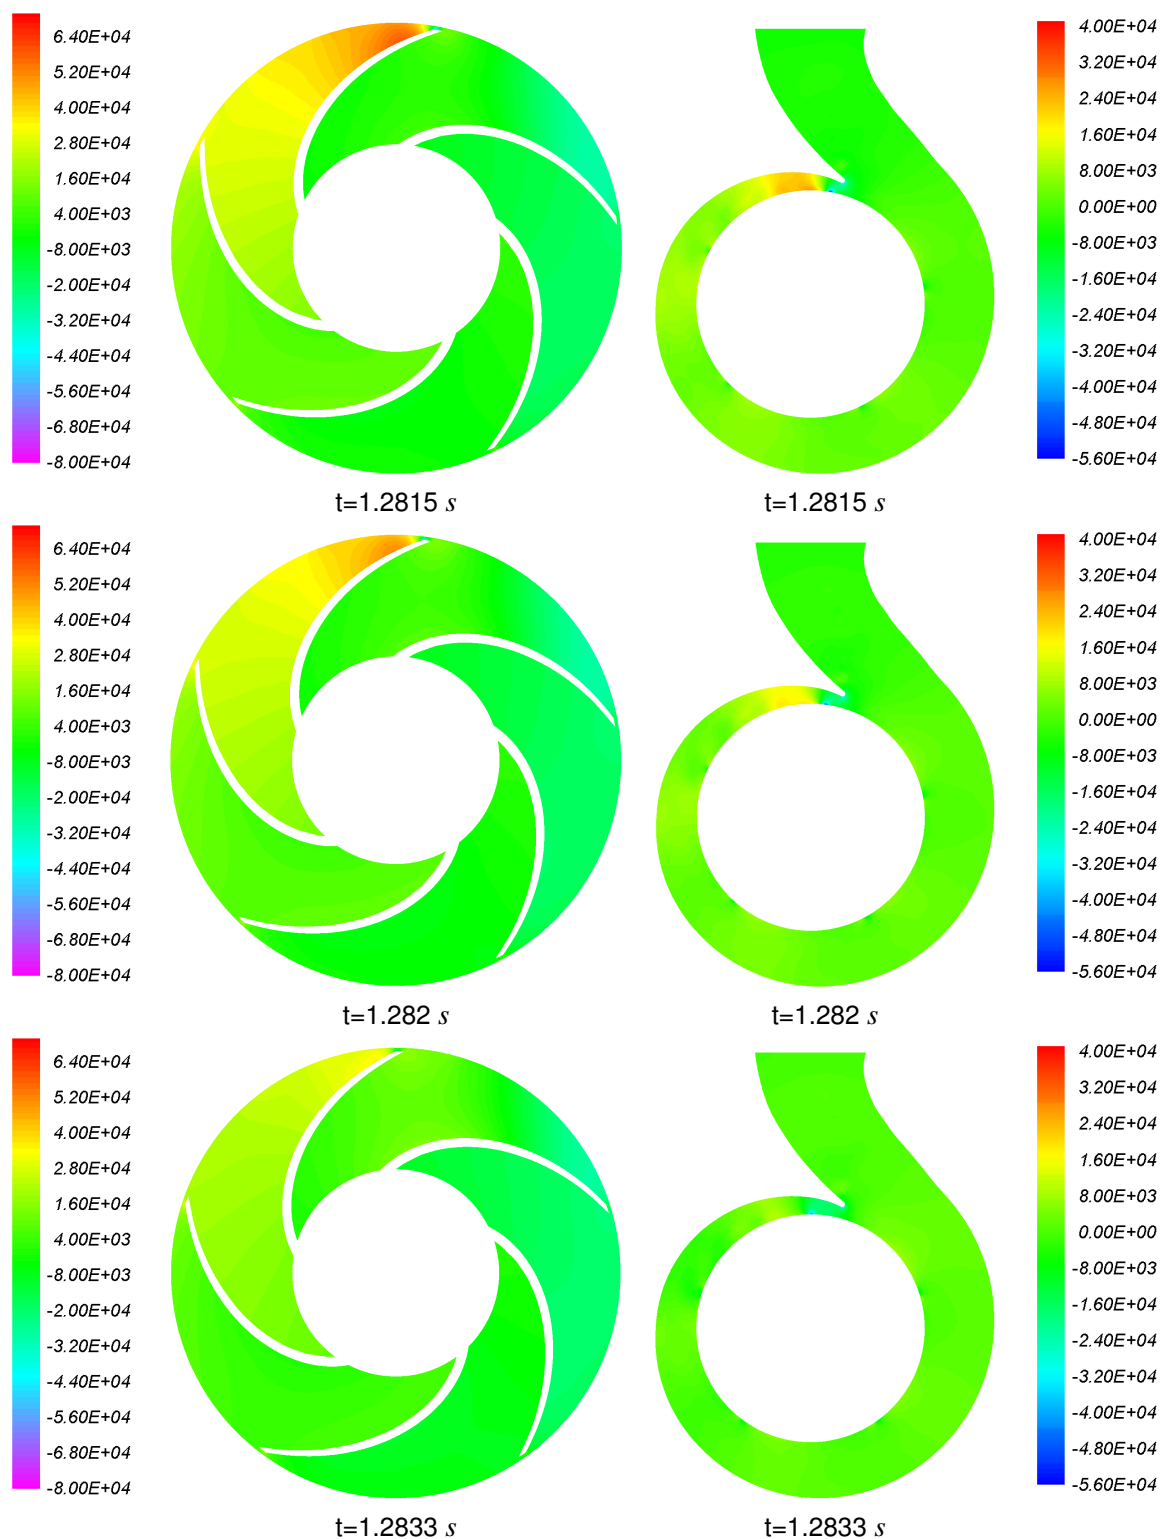 6.40E+04
5.20E+04
4.00E+04
2.80E+04
1.60E+04
4.00E+03
-8.00E+03
-2.00E+04
-3.20E+04
-4.40E+04
-5.60E+04
-6.80E+04
-8.00E+04
4.00E+04
3.20E+04
2.40E+04
1.60E+04
8.00E+03
0.00E+00
-8.00E+03
-1.60E+04
-2.40E+04
-3.20E+04
-4.00E+04
-4.80E+04
-5.60E+04
t=1.2815 s
t=1.2815 s
6.40E+04
5.20E+04
4.00E+04
2.80E+04
1.60E+04
4.00E+03
-8.00E+03
-2.00E+04
-3.20E+04
-4.40E+04
-5.60E+04
-6.80E+04
-8.00E+04
4.00E+04
3.20E+04
2.40E+04
1.60E+04
8.00E+03
0.00E+00
-8.00E+03
-1.60E+04
-2.40E+04
-3.20E+04
-4.00E+04
-4.80E+04
-5.60E+04
t=1.282 s
t=1.282 s
6.40E+04
5.20E+04
4.00E+04
2.80E+04
1.60E+04
4.00E+03
-8.00E+03
-2.00E+04
-3.20E+04
-4.40E+04
-5.60E+04
-6.80E+04
-8.00E+04
4.00E+04
3.20E+04
2.40E+04
1.60E+04
8.00E+03
0.00E+00
-8.00E+03
-1.60E+04
-2.40E+04
-3.20E+04
-4.00E+04
-4.80E+04
-5.60E+04
t=1.2833 s
t=1.2833 s